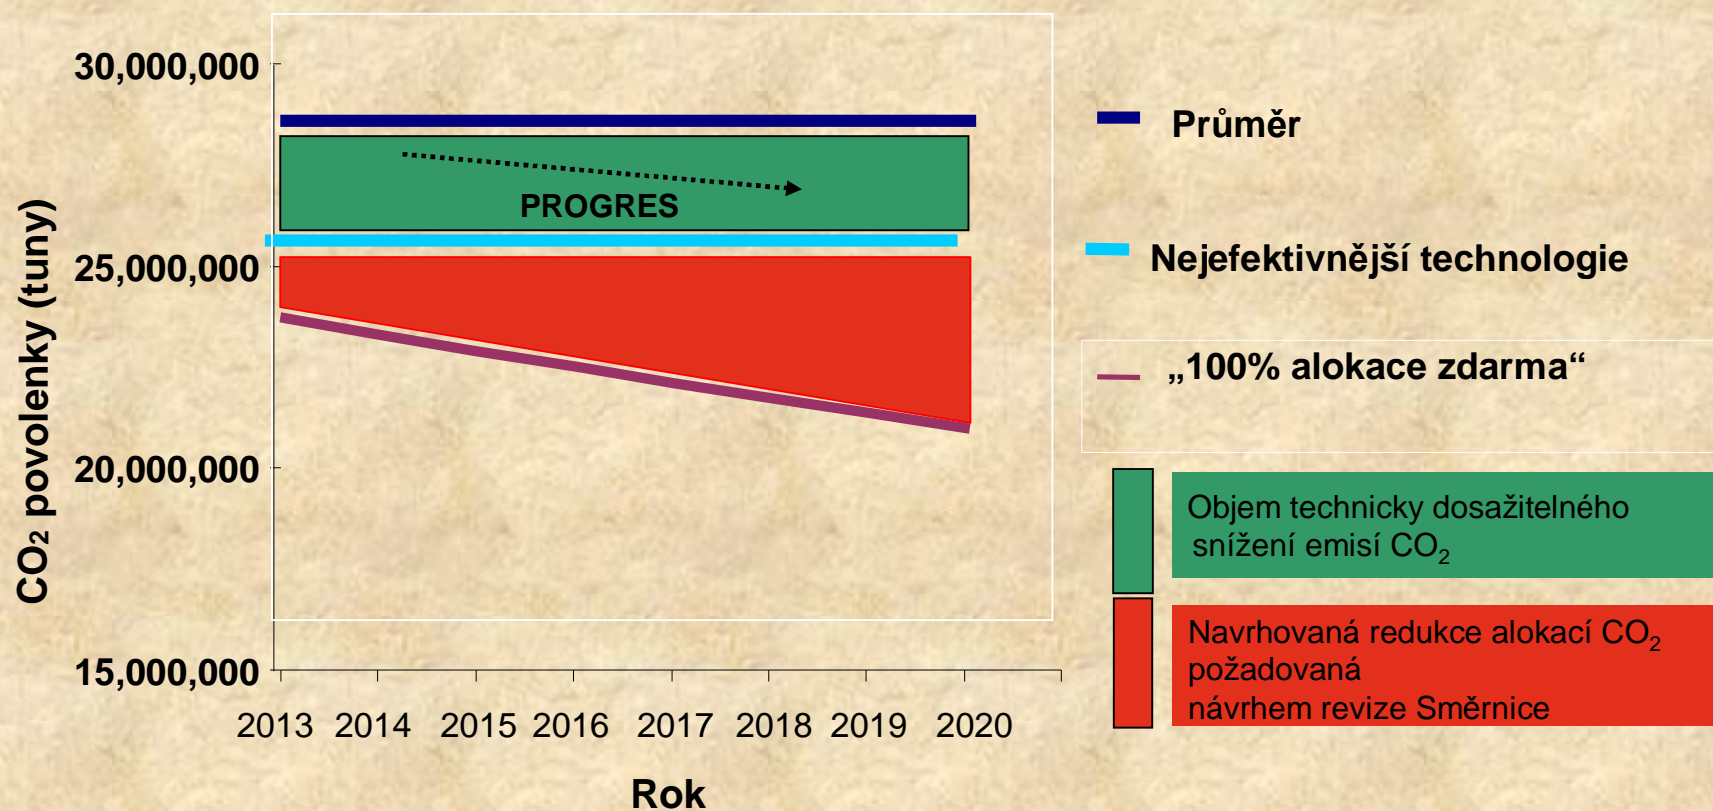 30,000,000
25,000,000
20,000,000
15,000,000
CO₂ povolenky (tuny)
PROGRES
2013 2014 2015 2016 2017 2018 2019 2020
Rok
Průměr
Nejefektivnější technologie
„100% alokace zdarma“
Objem technicky dosažitelného
snížení emisí CO₂
Navrhovaná redukce alokací CO₂
požadovaná
návrhem revize Směrnice